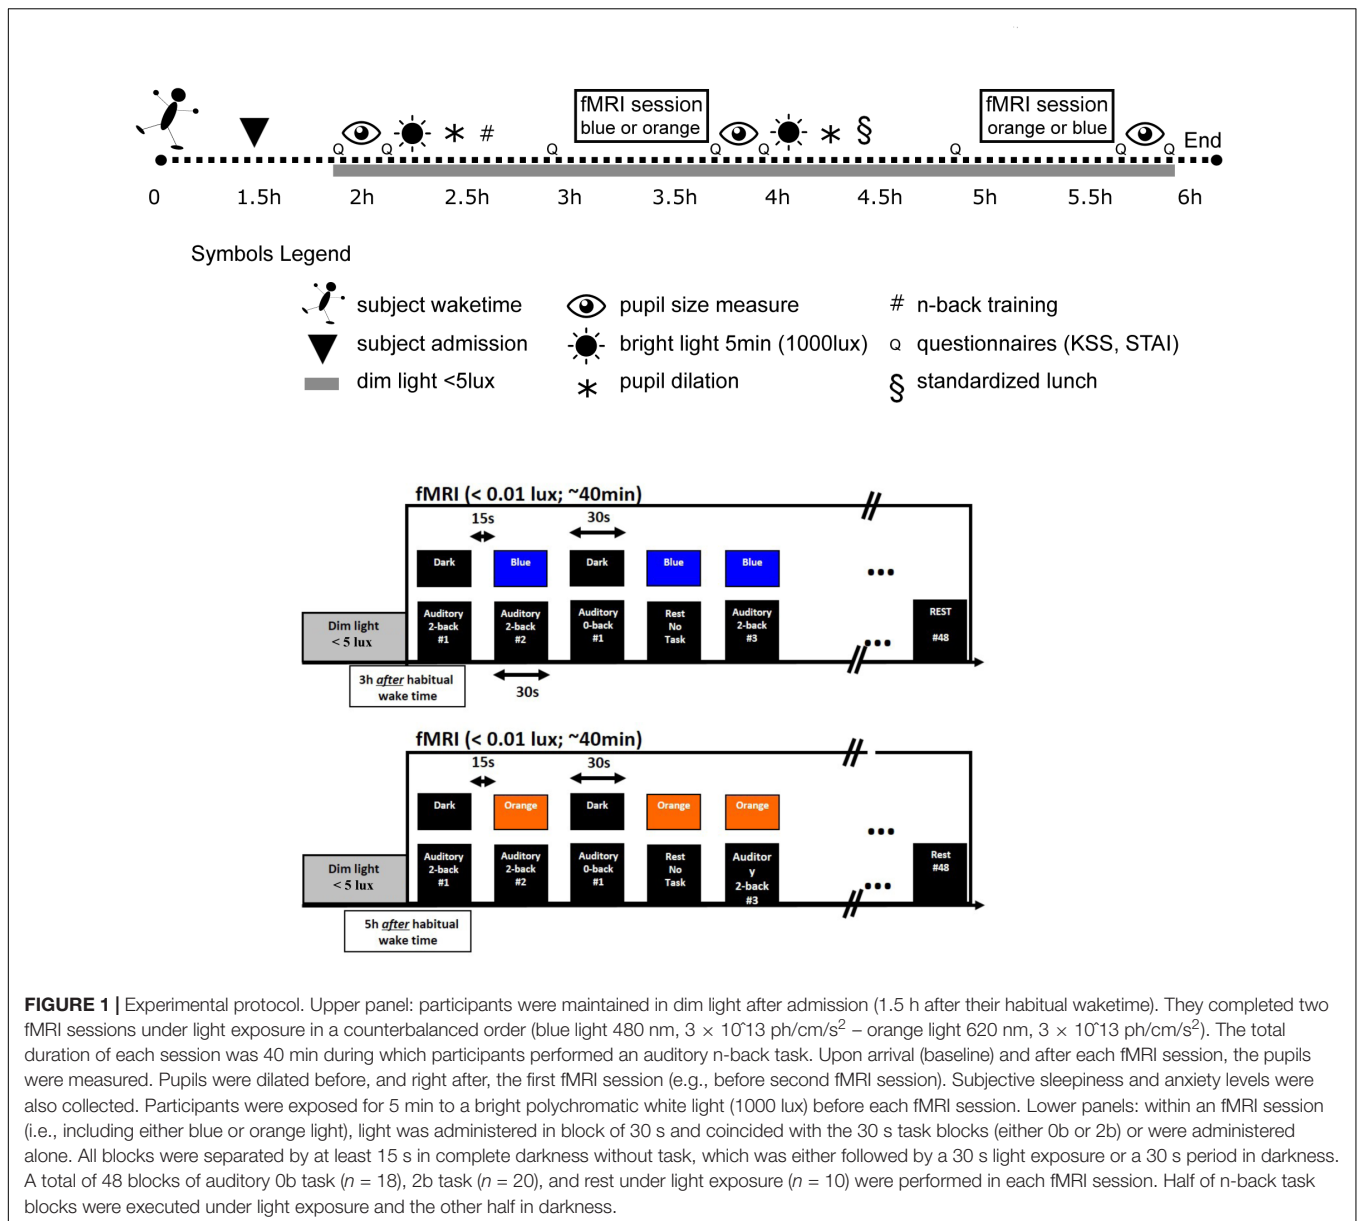 fMRI session
blue or orange
fMRI session
orange or blue
# § End
Q Q Q Q Q Q Q Q
0 1.5h 2h 2.5h 3h 3.5h 4h 4.5h 5h 5.5h 6h
Symbols Legend
subject waketime
pupil size measure
# n-back training
subject admission
bright light 5min (1000lux)
Q questionnaires (KSS, STAI)
dim light <5lux
* pupil dilation
§ standardized lunch
fMRI (< 0.01 lux; ~40min)
15s 30s
Dark Blue Dark Blue Blue ...
Dim light
< 5 lux
Auditory
2-back
#1
Auditory
2-back
#2
Auditory
0-back
#1
Rest
No
Task
Auditory
2-back
#3
...
REST
#48
3h after habitual
wake time
30s
fMRI (< 0.01 lux; ~40min)
15s 30s
Dark Orange Dark Orange Orange ...
Dim light
< 5 lux
Auditory
2-back
#1
Auditory
2-back
#2
Auditory
0-back
#1
Rest
No
Task
Auditor
y
2-back
#3
...
Rest
#48
5h after habitual
wake time
FIGURE 1 | Experimental protocol. Upper panel: participants were maintained in dim light after admission (1.5 h after their habitual waketime). They completed two
fMRI sessions under light exposure in a counterbalanced order (blue light 480 nm, 3 × 10ˆ13 ph/cm/s² – orange light 620 nm, 3 × 10ˆ13 ph/cm/s²). The total
duration of each session was 40 min during which participants performed an auditory n-back task. Upon arrival (baseline) and after each fMRI session, the pupils
were measured. Pupils were dilated before, and right after, the first fMRI session (e.g., before second fMRI session). Subjective sleepiness and anxiety levels were
also collected. Participants were exposed for 5 min to a bright polychromatic white light (1000 lux) before each fMRI session. Lower panels: within an fMRI session
(i.e., including either blue or orange light), light was administered in block of 30 s and coincided with the 30 s task blocks (either 0b or 2b) or were administered
alone. All blocks were separated by at least 15 s in complete darkness without task, which was either followed by a 30 s light exposure or a 30 s period in darkness.
A total of 48 blocks of auditory 0b task (n = 18), 2b task (n = 20), and rest under light exposure (n = 10) were performed in each fMRI session. Half of n-back task
blocks were executed under light exposure and the other half in darkness.